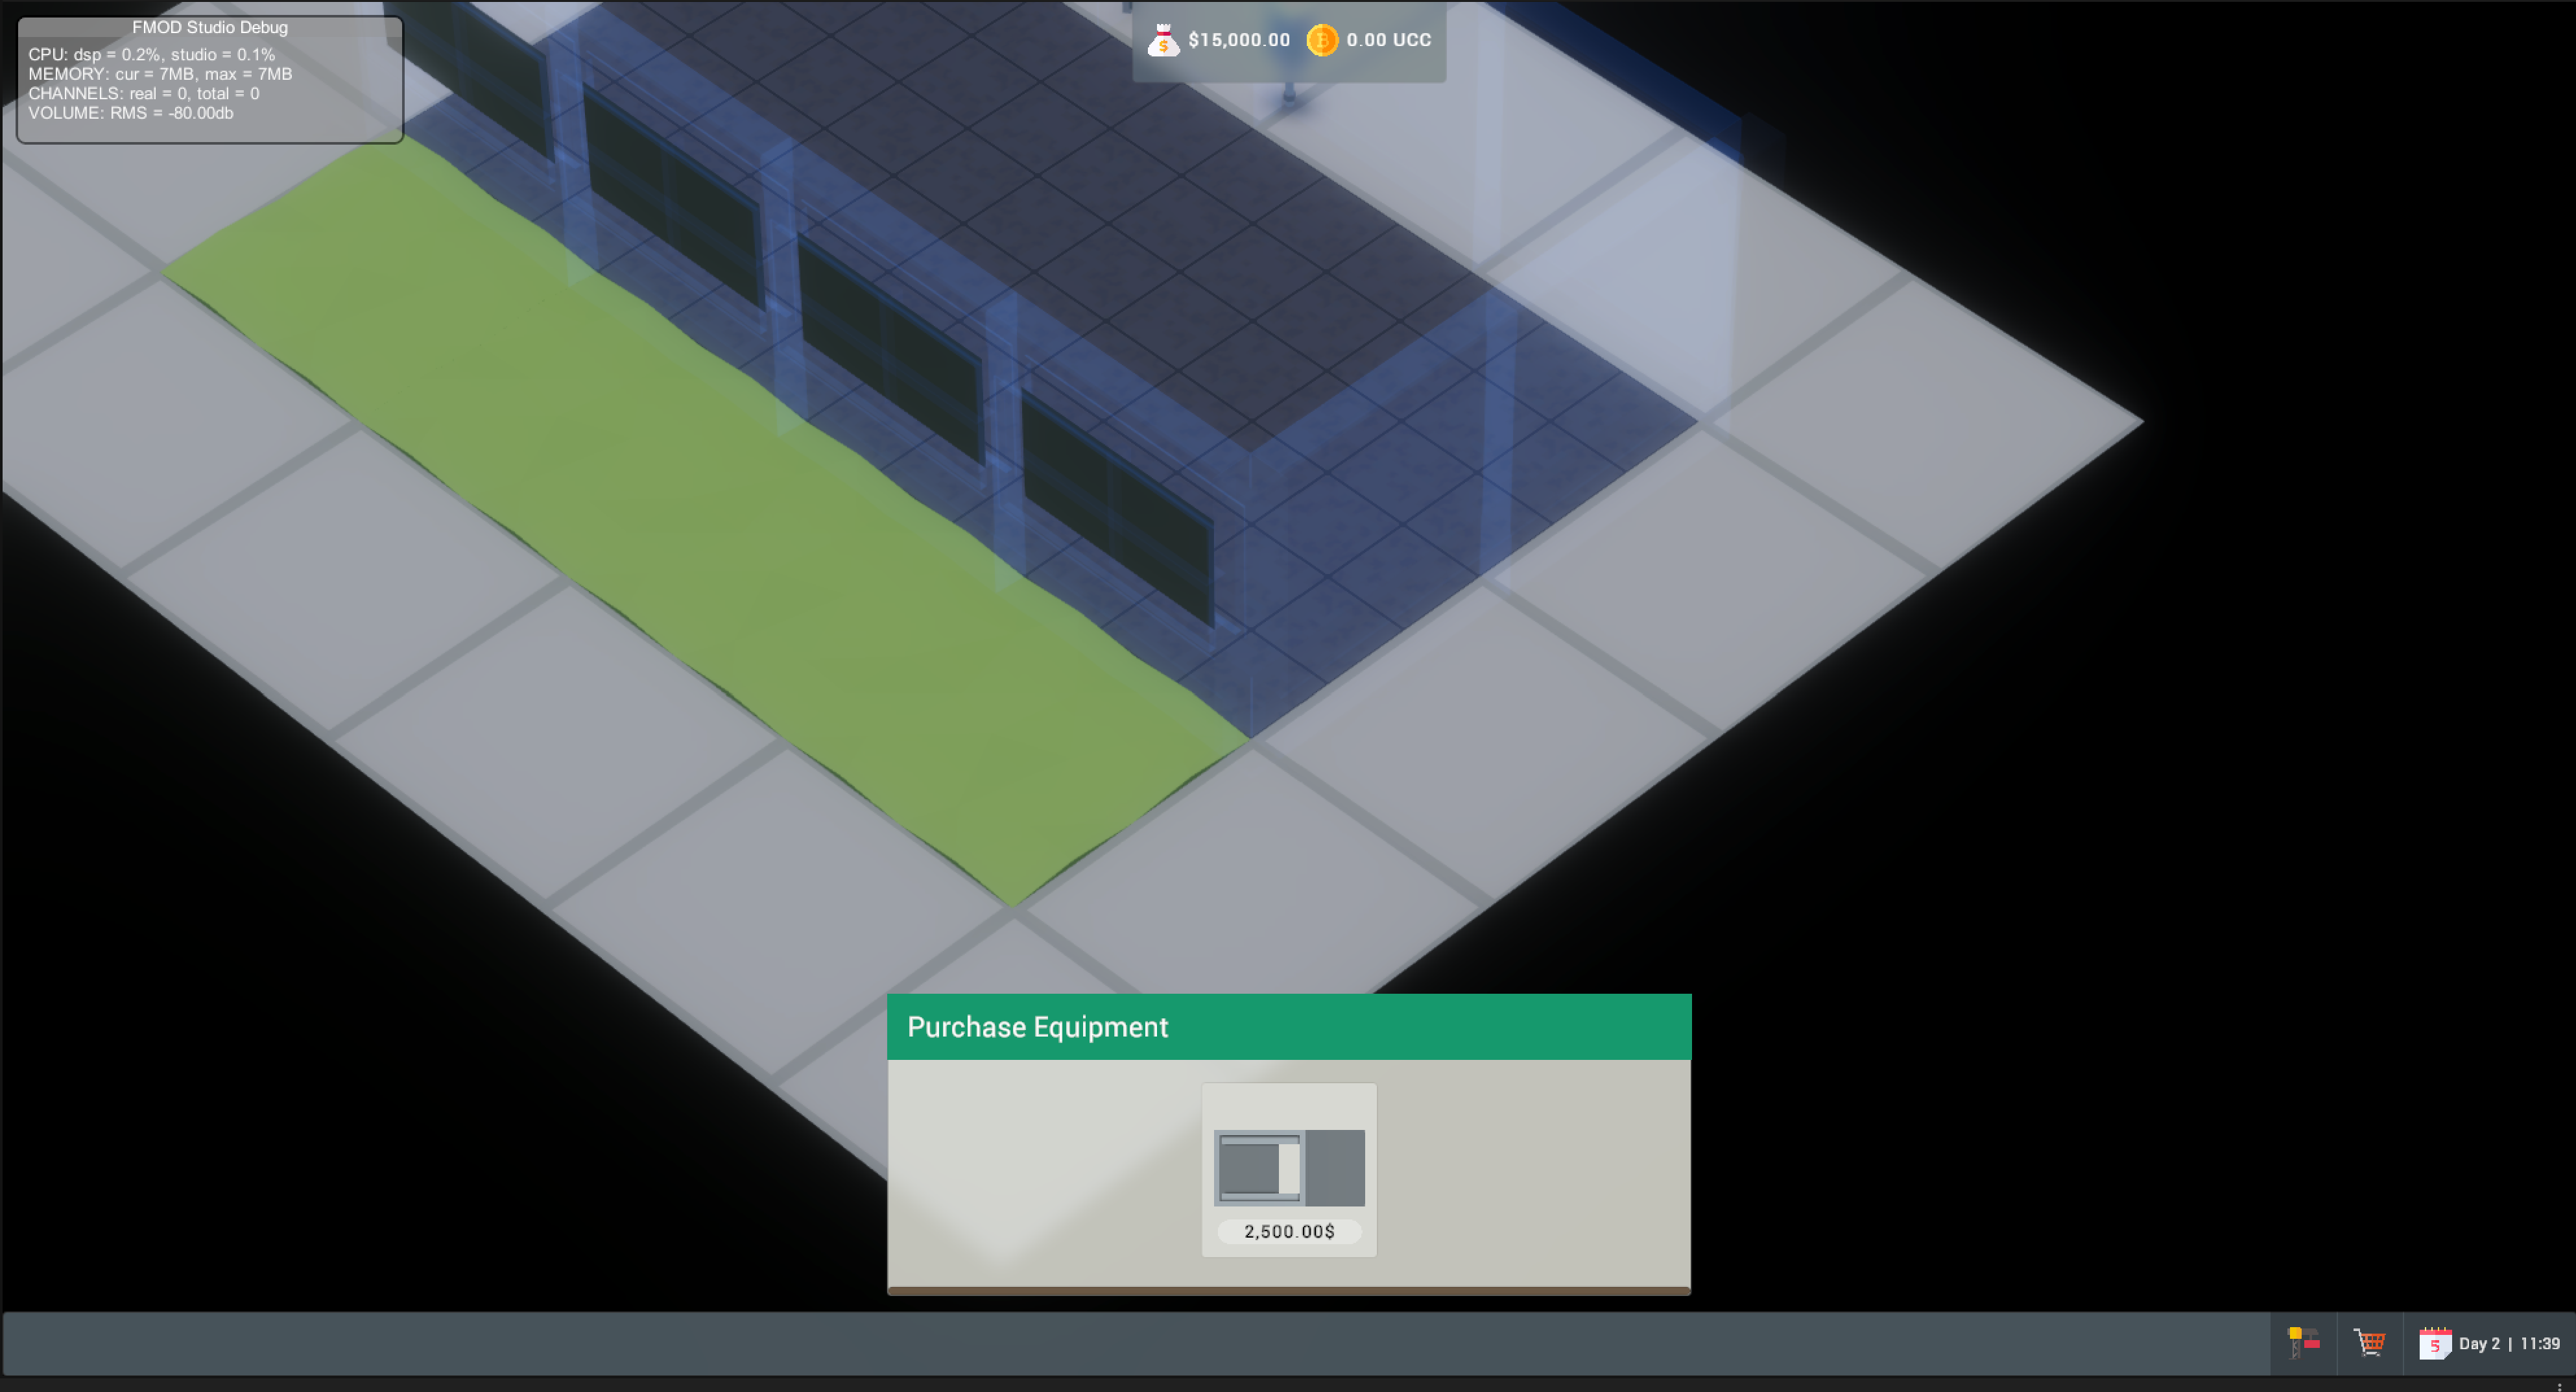 FMOD Studio Debug
CPU: dsp = 0.2%, studio = 0.1%
MEMORY: cur = 7MB, max = 7MB
CHANNELS: real = 0, total = 0
VOLUME: RMS = -80.00db
$15,000.00 0.00 UCC
Purchase Equipment
2,500.00$
5 Day 2 | 11:39